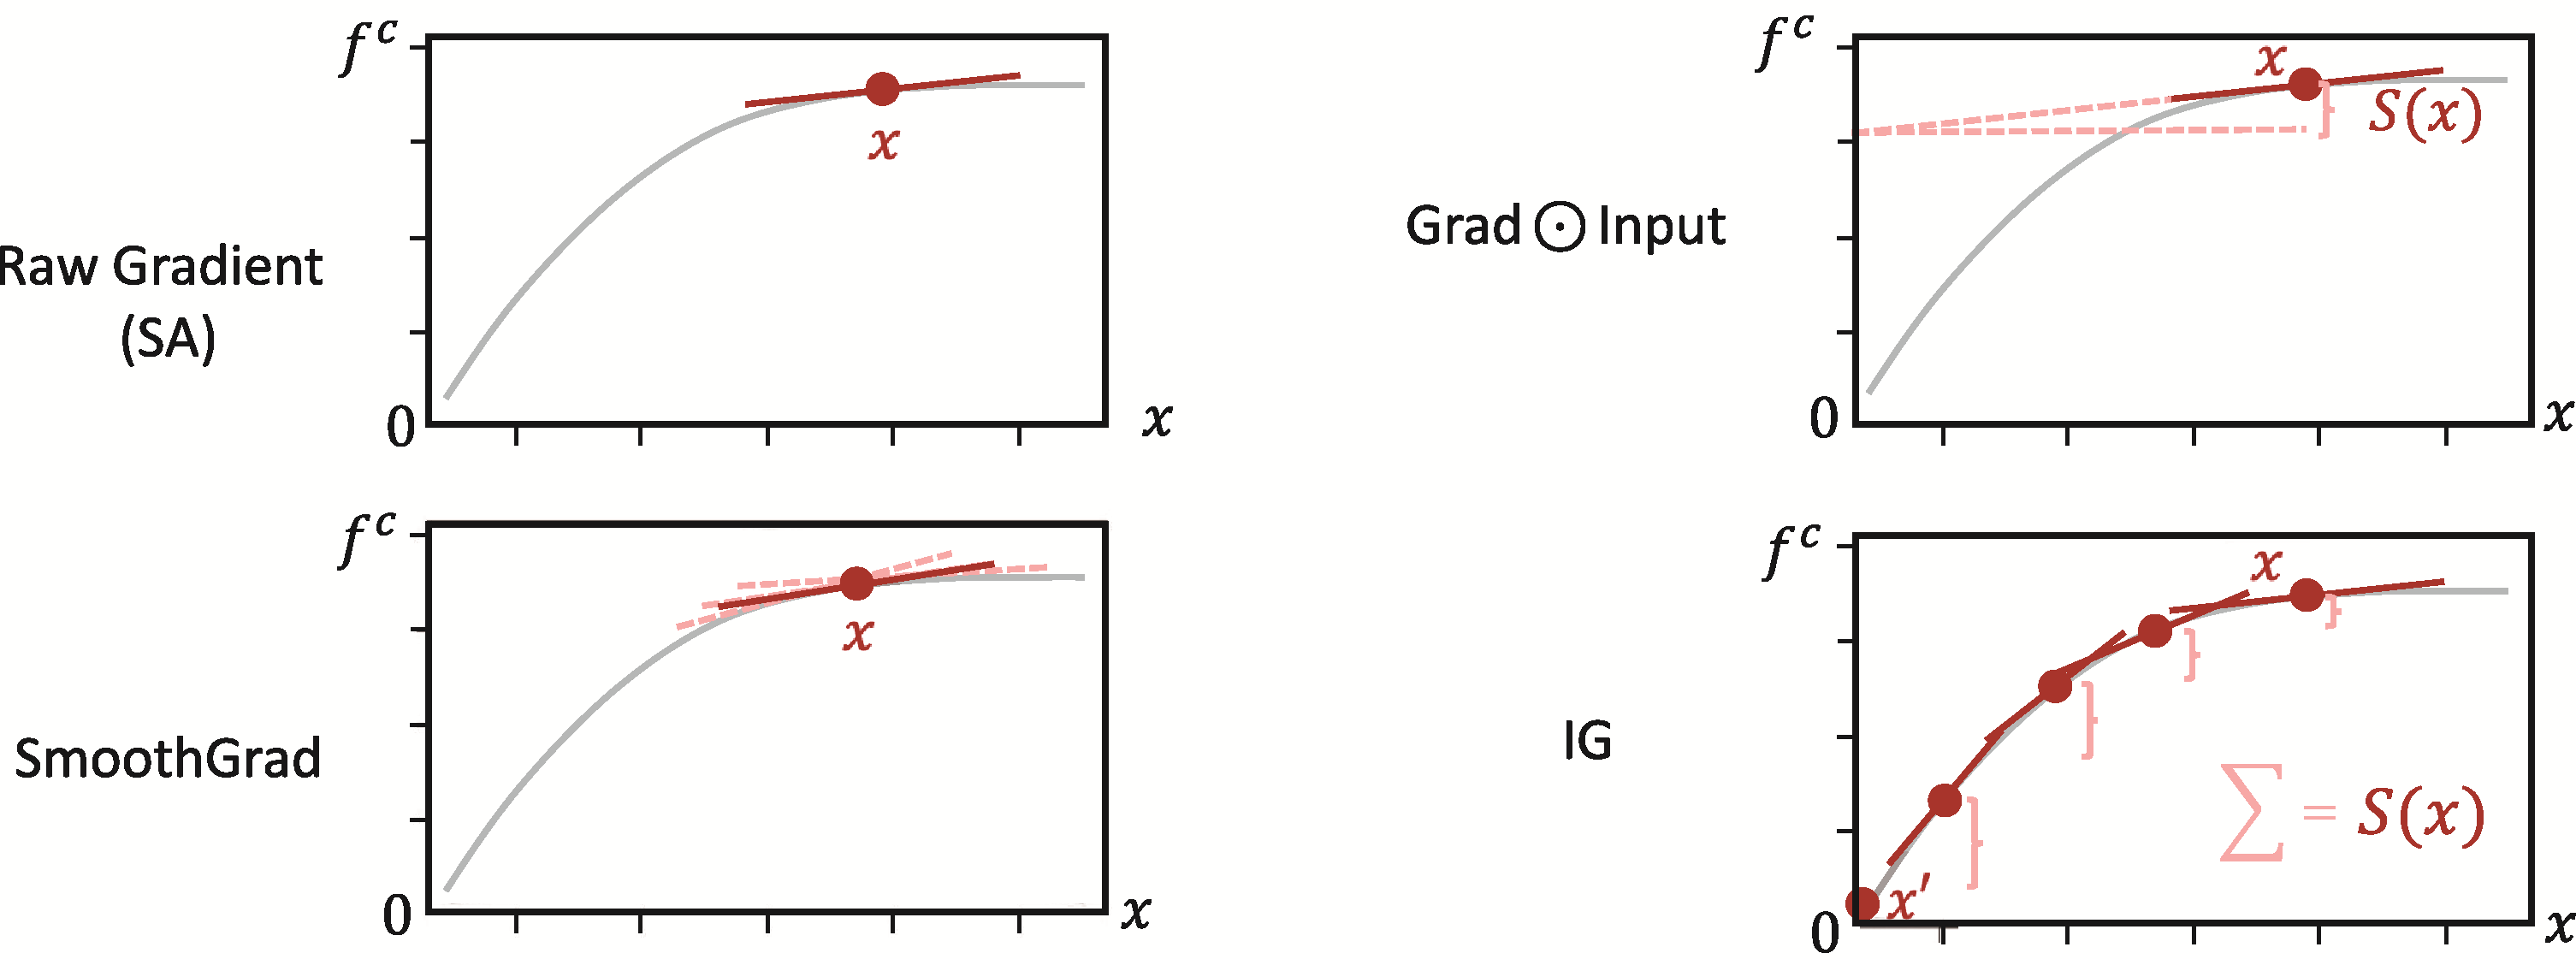 f^c
x
Raw Gradient
(SA)
0
x
f^c
x
S(x)
Grad ⊙ Input
0
x
f^c
x
SmoothGrad
0
x
f^c
x
IG
∑ = S(x)
x′
0
x